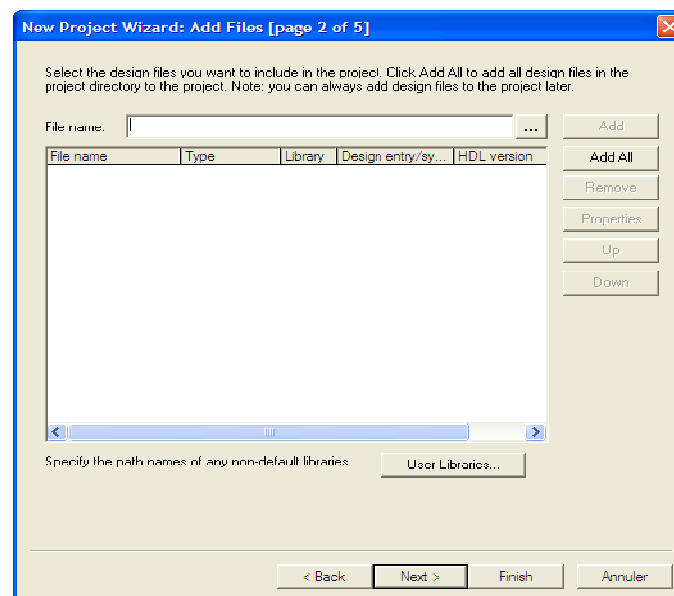 New Project Wizard: Add Files [page 2 of 5]
Select the design files you want to include in the project. Click Add All to add all design files in the
project directory to the project. Note: you can always add design files to the project later.
File name: ... Add
File name Type Library Design entry/sy... HDL version Add All
Remove
Properties
Up
Down
Specify the path names of any non-default libraries User Libraries...
< Back Next > Finish Annuler